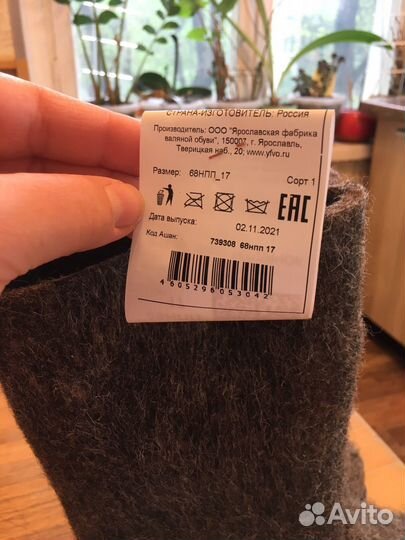 СТРАНА-ИЗГОТОВИТЕЛЬ: Россия
Производитель: ООО "Ярославская фабрика
валяной обуви", 150007, г. Ярославль,
Тверицкая наб., 20; www.yfvo.ru
Размер: 68НПП_17 Сорт 1
EAC
Дата выпуска: 02.11.2021
Код Ашан: 739308 68нпп 17
4605296053042
Avito